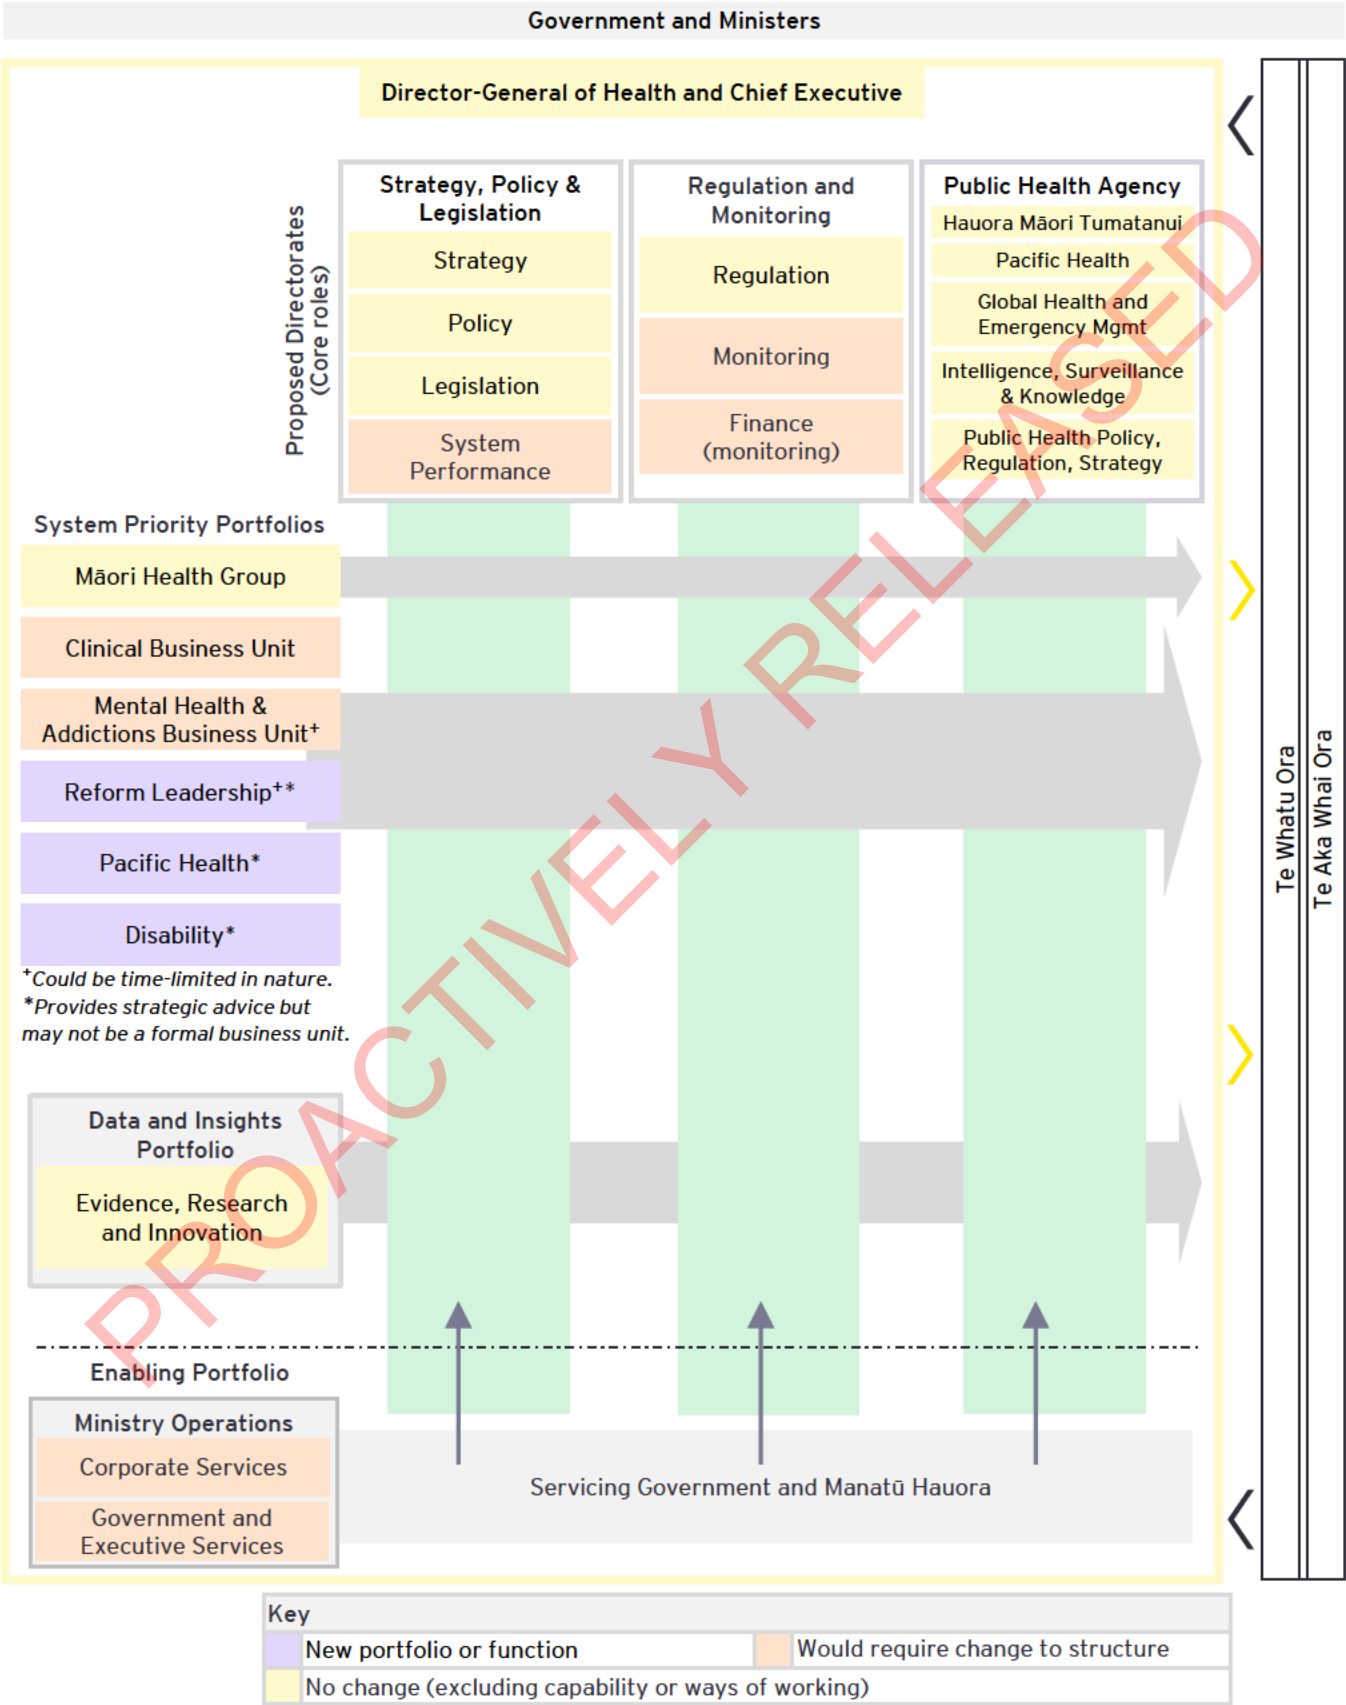 Government and Ministers
Director-General of Health and Chief Executive
Proposed Directorates
(Core roles)
Strategy, Policy &
Legislation
Strategy
Policy
Legislation
System
Performance
Regulation and
Monitoring
Regulation
Monitoring
Finance
(monitoring)
Public Health Agency
Hauora Māori Tumatanui
Pacific Health
Global Health and
Emergency Mgmt
Intelligence, Surveillance
& Knowledge
Public Health Policy,
Regulation, Strategy
System Priority Portfolios
Māori Health Group
Clinical Business Unit
Mental Health &
Addictions Business Unit+
Reform Leadership+*
Pacific Health*
Disability*
+Could be time-limited in nature.
*Provides strategic advice but
may not be a formal business unit.
Data and Insights
Portfolio
Evidence, Research
and Innovation
Enabling Portfolio
Ministry Operations
Corporate Services
Government and
Executive Services
Servicing Government and Manatū Hauora
Te Whatu Ora
Te Aka Whai Ora
PROACTIVELY RELEASED
Key
New portfolio or function
Would require change to structure
No change (excluding capability or ways of working)